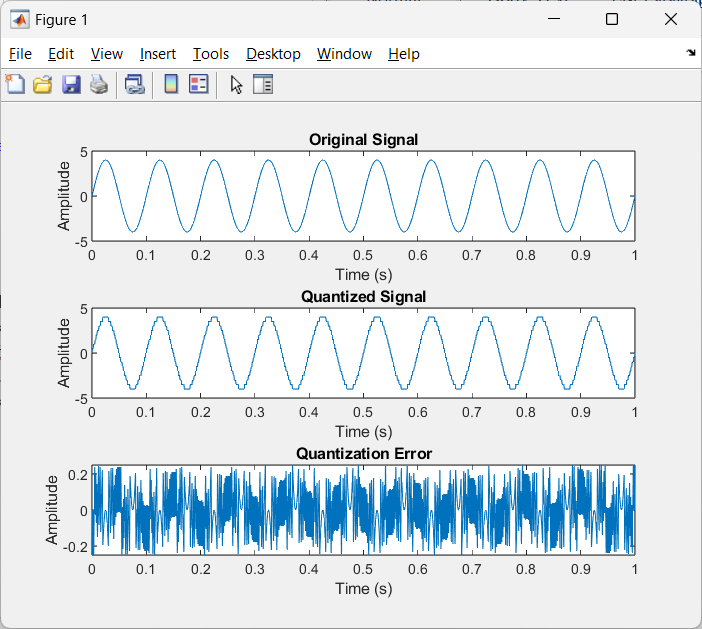 Figure 1
File Edit View Insert Tools Desktop Window Help
Original Signal
5
0
-5
Amplitude
0 0.1 0.2 0.3 0.4 0.5 0.6 0.7 0.8 0.9 1
Time (s)
Quantized Signal
5
0
-5
Amplitude
0 0.1 0.2 0.3 0.4 0.5 0.6 0.7 0.8 0.9 1
Time (s)
Quantization Error
0.2
0
-0.2
Amplitude
0 0.1 0.2 0.3 0.4 0.5 0.6 0.7 0.8 0.9 1
Time (s)